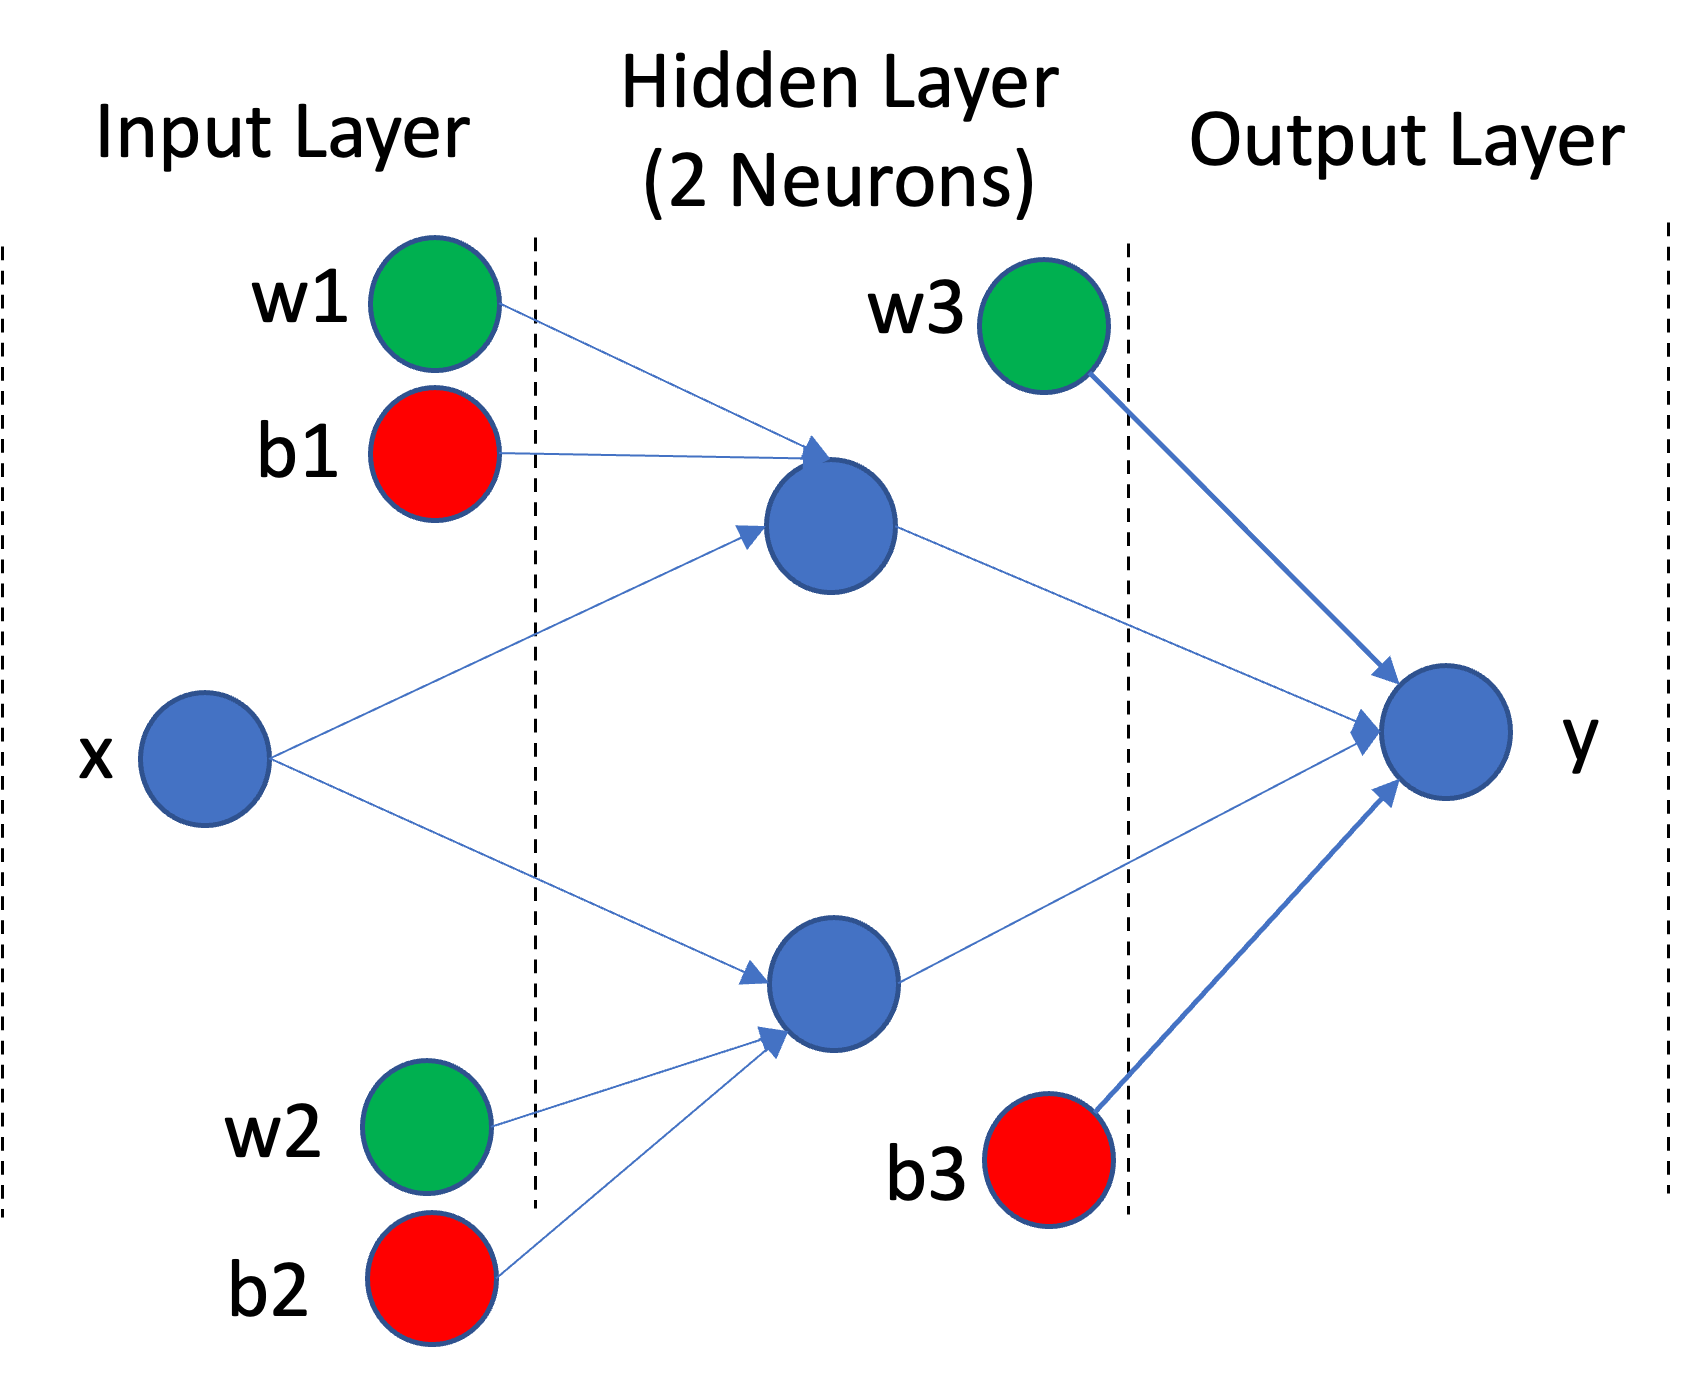 Input Layer
Hidden Layer
(2 Neurons)
Output Layer
w1
w3
b1
x
y
w2
b3
b2